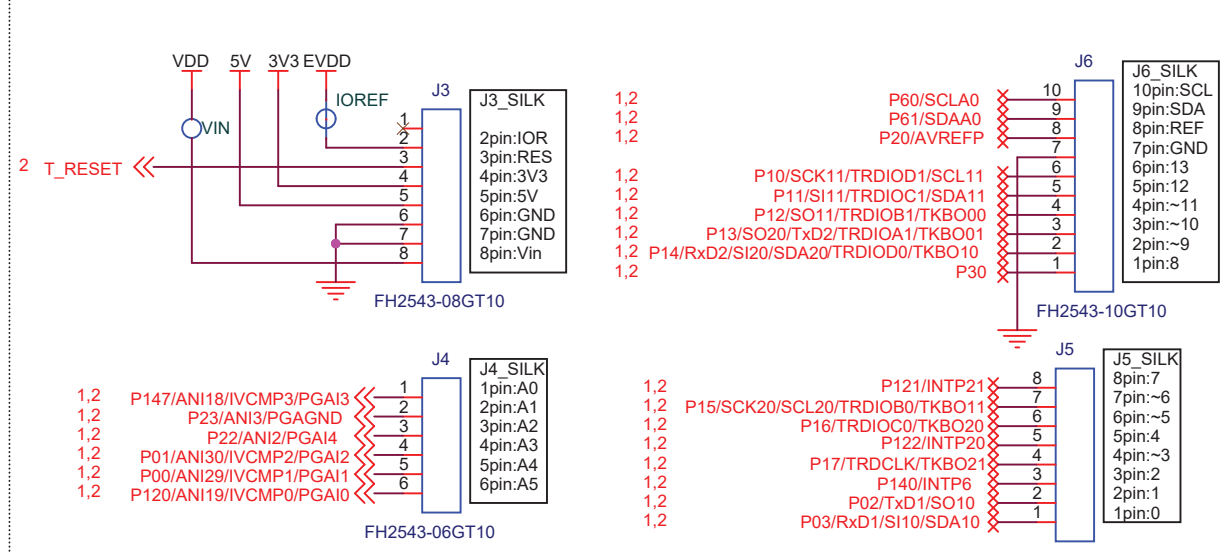 VDD 5V 3V3 EVDD
IOREF
VIN
2 T_RESET
J3
1
2
3
4
5
6
7
8
FH2543-08GT10
J3_SILK
2pin:IOR
3pin:RES
4pin:3V3
5pin:5V
6pin:GND
7pin:GND
8pin:Vin
J6
1,2 P60/SCLA0 10
1,2 P61/SDAA0 9
1,2 P20/AVREFP 8
7
1,2 P10/SCK11/TRDIOD1/SCL11 6
1,2 P11/SI11/TRDIOC1/SDA11 5
1,2 P12/SO11/TRDIOB1/TKBO00 4
1,2 P13/SO20/TxD2/TRDIOA1/TKBO01 3
1,2 P14/RxD2/SI20/SDA20/TRDIOD0/TKBO10 2
1,2 P30 1
FH2543-10GT10
J6_SILK
10pin:SCL
9pin:SDA
8pin:REF
7pin:GND
6pin:13
5pin:12
4pin:~11
3pin:~10
2pin:~9
1pin:8
J4
1,2 P147/ANI18/IVCMP3/PGAI3 1
1,2 P23/ANI3/PGAGND 2
1,2 P22/ANI2/PGAI4 3
1,2 P01/ANI30/IVCMP2/PGAI2 4
1,2 P00/ANI29/IVCMP1/PGAI1 5
1,2 P120/ANI19/IVCMP0/PGAI0 6
FH2543-06GT10
J4_SILK
1pin:A0
2pin:A1
3pin:A2
4pin:A3
5pin:A4
6pin:A5
J5
1,2 P121/INTP21 8
1,2 P15/SCK20/SCL20/TRDIOB0/TKBO11 7
1,2 P16/TRDIOC0/TKBO20 6
1,2 P122/INTP20 5
1,2 P17/TRDCLK/TKBO21 4
1,2 P140/INTP6 3
1,2 P02/TxD1/SO10 2
1,2 P03/RxD1/SI10/SDA10 1
J5_SILK
8pin:7
7pin:~6
6pin:~5
5pin:4
4pin:~3
3pin:2
2pin:1
1pin:0